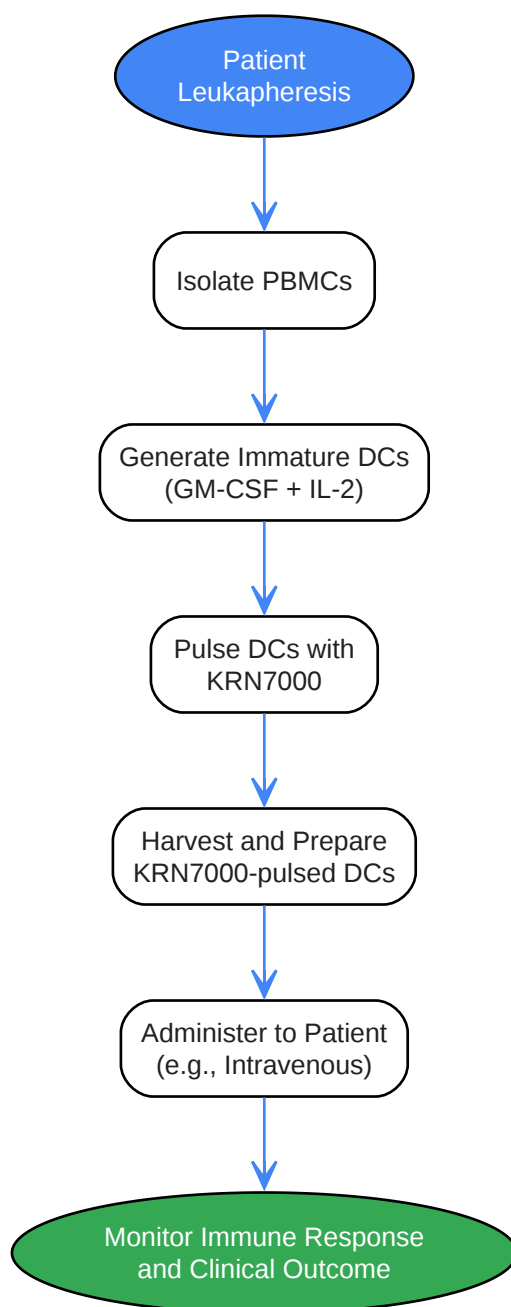 Patient
Leukapheresis
Isolate PBMCs
Generate Immature DCs
(GM-CSF + IL-2)
Pulse DCs with
KRN7000
Harvest and Prepare
KRN7000-pulsed DCs
Administer to Patient
(e.g., Intravenous)
Monitor Immune Response
and Clinical Outcome